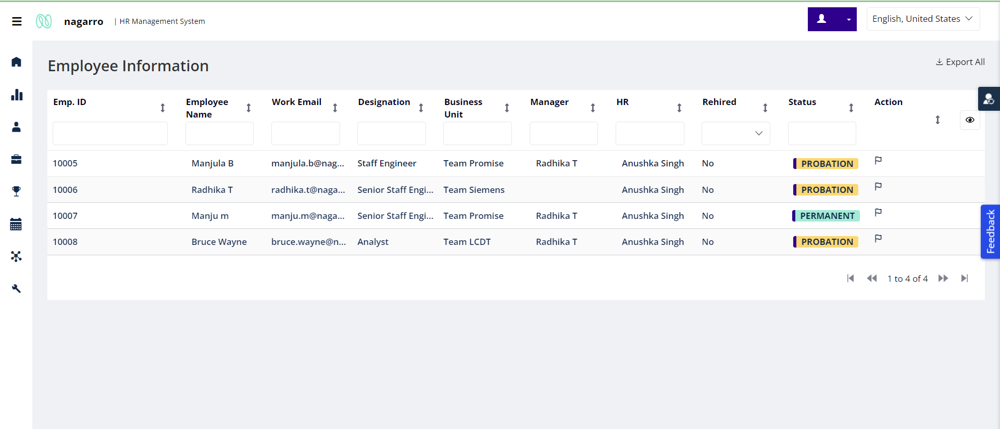 nagarro | HR Management System
English, United States
Employee Information
Export All
Emp. ID Employee Name Work Email Designation Business Unit Manager HR Rehired Status Action
10005 Manjula B manjula.b@nag... Staff Engineer Team Promise Radhika T Anushka Singh No PROBATION
10006 Radhika T radhika.t@naga... Senior Staff Engi... Team Siemens Anushka Singh No PROBATION
10007 Manju m manju.m@naga... Senior Staff Engi... Team Promise Radhika T Anushka Singh No PERMANENT
10008 Bruce Wayne bruce.wayne@n... Analyst Team LCDT Radhika T Anushka Singh No PROBATION
Feedback
1 to 4 of 4